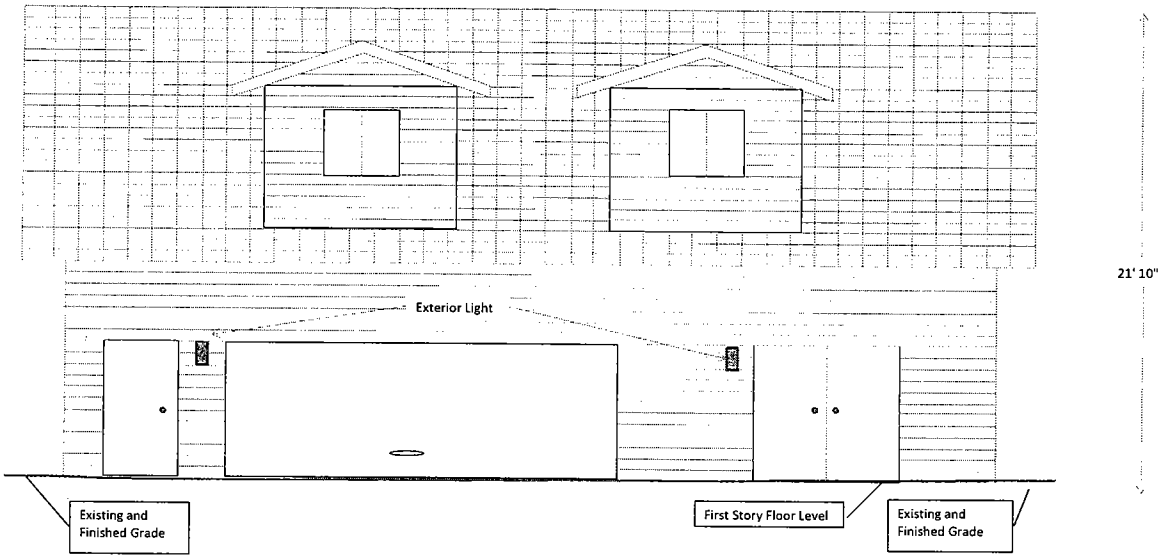 21' 10"
Exterior Light
Existing and
Finished Grade
First Story Floor Level
Existing and
Finished Grade